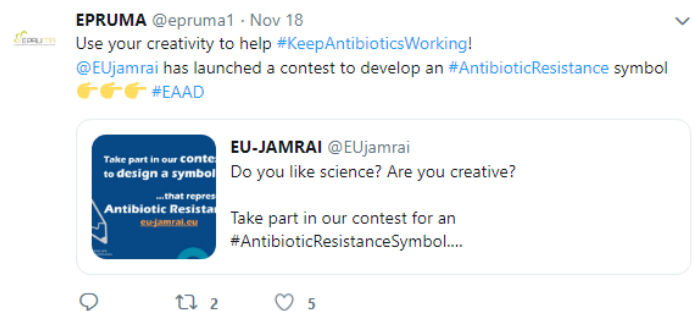 EPRUMA @epruma1 · Nov 18
EPRUMA
Use your creativity to help #KeepAntibioticsWorking!
@EUjamrai has launched a contest to develop an #AntibioticResistance symbol
👉👉👉 #EAAD
Take part in our conte
to design a symbol
...that repres
Antibiotic Resista
eu-jamrai.eu
EU-JAMRAI @EUjamrai
Do you like science? Are you creative?
Take part in our contest for an
#AntibioticResistanceSymbol....
2
5